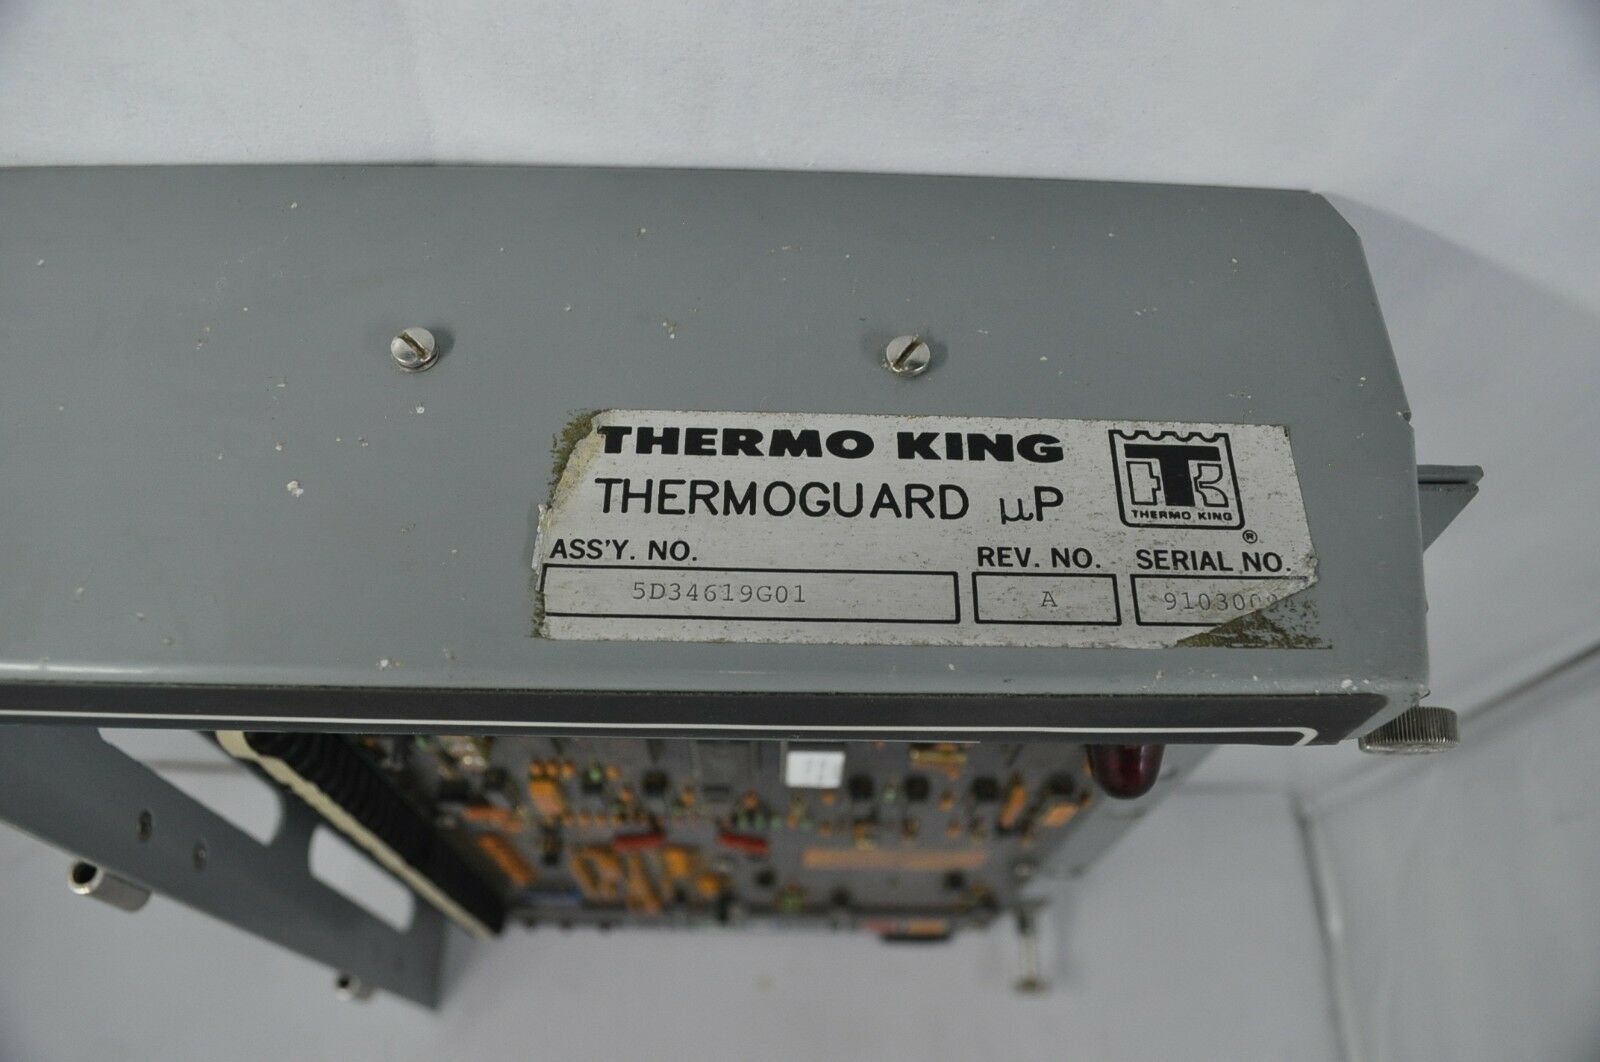 THERMO KING
THERMOGUARD µP
THERMO KING
®
ASS'Y. NO. REV. NO. SERIAL NO.
5D34619G01 A